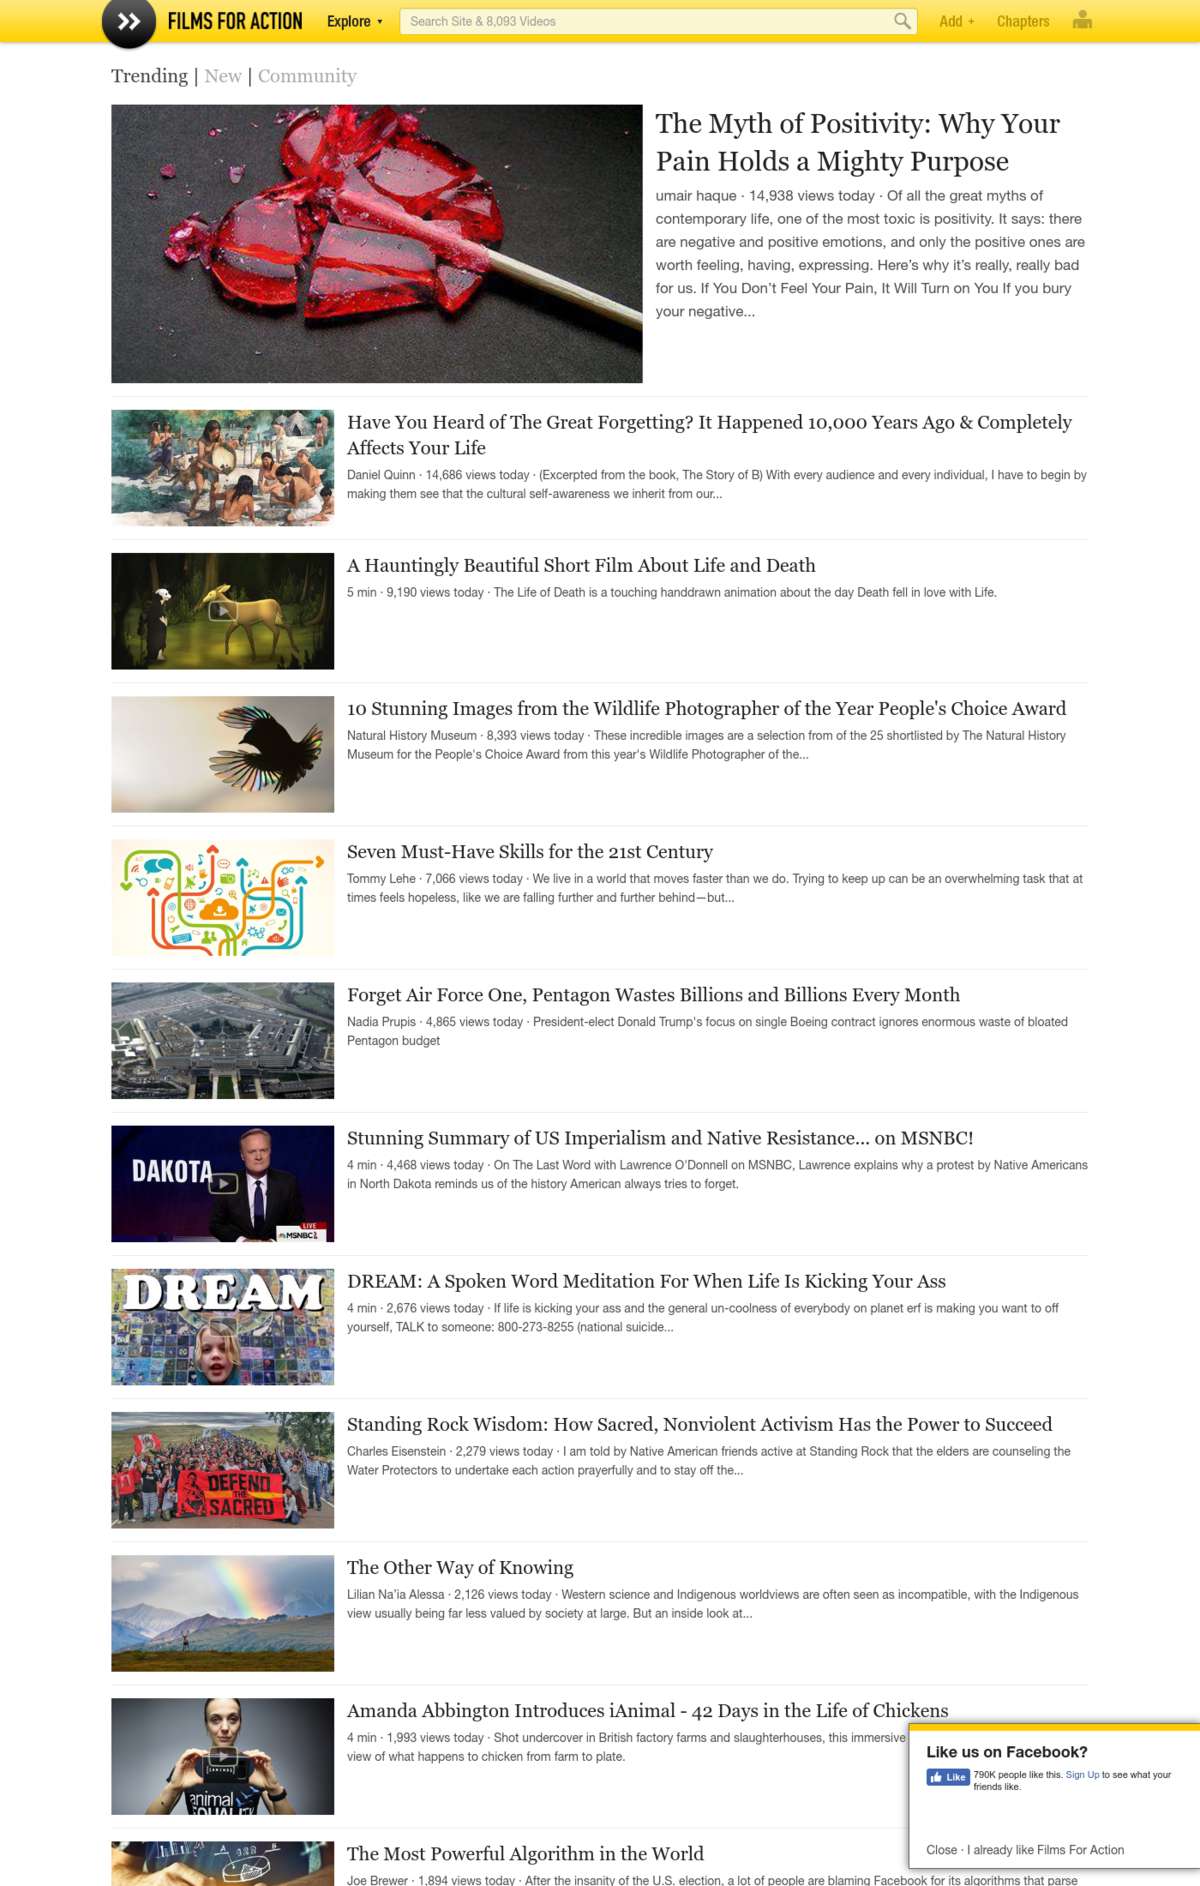 FILMS FOR ACTION
Explore ▾
Search Site & 8,093 Videos
Add +
Chapters
Trending | New | Community
The Myth of Positivity: Why Your
Pain Holds a Mighty Purpose
umair haque · 14,938 views today · Of all the great myths of
contemporary life, one of the most toxic is positivity. It says: there
are negative and positive emotions, and only the positive ones are
worth feeling, having, expressing. Here’s why it’s really, really bad
for us. If You Don’t Feel Your Pain, It Will Turn on You If you bury
your negative...
Have You Heard of The Great Forgetting? It Happened 10,000 Years Ago & Completely
Affects Your Life
Daniel Quinn · 14,686 views today · (Excerpted from the book, The Story of B) With every audience and every individual, I have to begin by
making them see that the cultural self-awareness we inherit from our...
A Hauntingly Beautiful Short Film About Life and Death
5 min · 9,190 views today · The Life of Death is a touching handdrawn animation about the day Death fell in love with Life.
10 Stunning Images from the Wildlife Photographer of the Year People's Choice Award
Natural History Museum · 8,393 views today · These incredible images are a selection from of the 25 shortlisted by The Natural History
Museum for the People's Choice Award from this year's Wildlife Photographer of the...
Seven Must-Have Skills for the 21st Century
Tommy Lehe · 7,066 views today · We live in a world that moves faster than we do. Trying to keep up can be an overwhelming task that at
times feels hopeless, like we are falling further and further behind—but...
Forget Air Force One, Pentagon Wastes Billions and Billions Every Month
Nadia Prupis · 4,865 views today · President-elect Donald Trump's focus on single Boeing contract ignores enormous waste of bloated
Pentagon budget
DAKOTA
LIVE
MSNBC
Stunning Summary of US Imperialism and Native Resistance... on MSNBC!
4 min · 4,468 views today · On The Last Word with Lawrence O'Donnell on MSNBC, Lawrence explains why a protest by Native Americans
in North Dakota reminds us of the history American always tries to forget.
DREAM
DREAM: A Spoken Word Meditation For When Life Is Kicking Your Ass
4 min · 2,676 views today · If life is kicking your ass and the general un-coolness of everybody on planet erf is making you want to off
yourself, TALK to someone: 800-273-8255 (national suicide...
DEFEND
THE
SACRED
Standing Rock Wisdom: How Sacred, Nonviolent Activism Has the Power to Succeed
Charles Eisenstein · 2,279 views today · I am told by Native American friends active at Standing Rock that the elders are counseling the
Water Protectors to undertake each action prayerfully and to stay off the...
The Other Way of Knowing
Lilian Na’ia Alessa · 2,126 views today · Western science and Indigenous worldviews are often seen as incompatible, with the Indigenous
view usually being far less valued by society at large. But an inside look at...
animal
EQUALITY
Amanda Abbington Introduces iAnimal - 42 Days in the Life of Chickens
4 min · 1,993 views today · Shot undercover in British factory farms and slaughterhouses, this immersive
view of what happens to chicken from farm to plate.
The Most Powerful Algorithm in the World
Joe Brewer · 1,894 views today · After the insanity of the U.S. election, a lot of people are blaming Facebook for its algorithms that parse
Like us on Facebook?
Like
790K people like this. Sign Up to see what your
friends like.
Close · I already like Films For Action